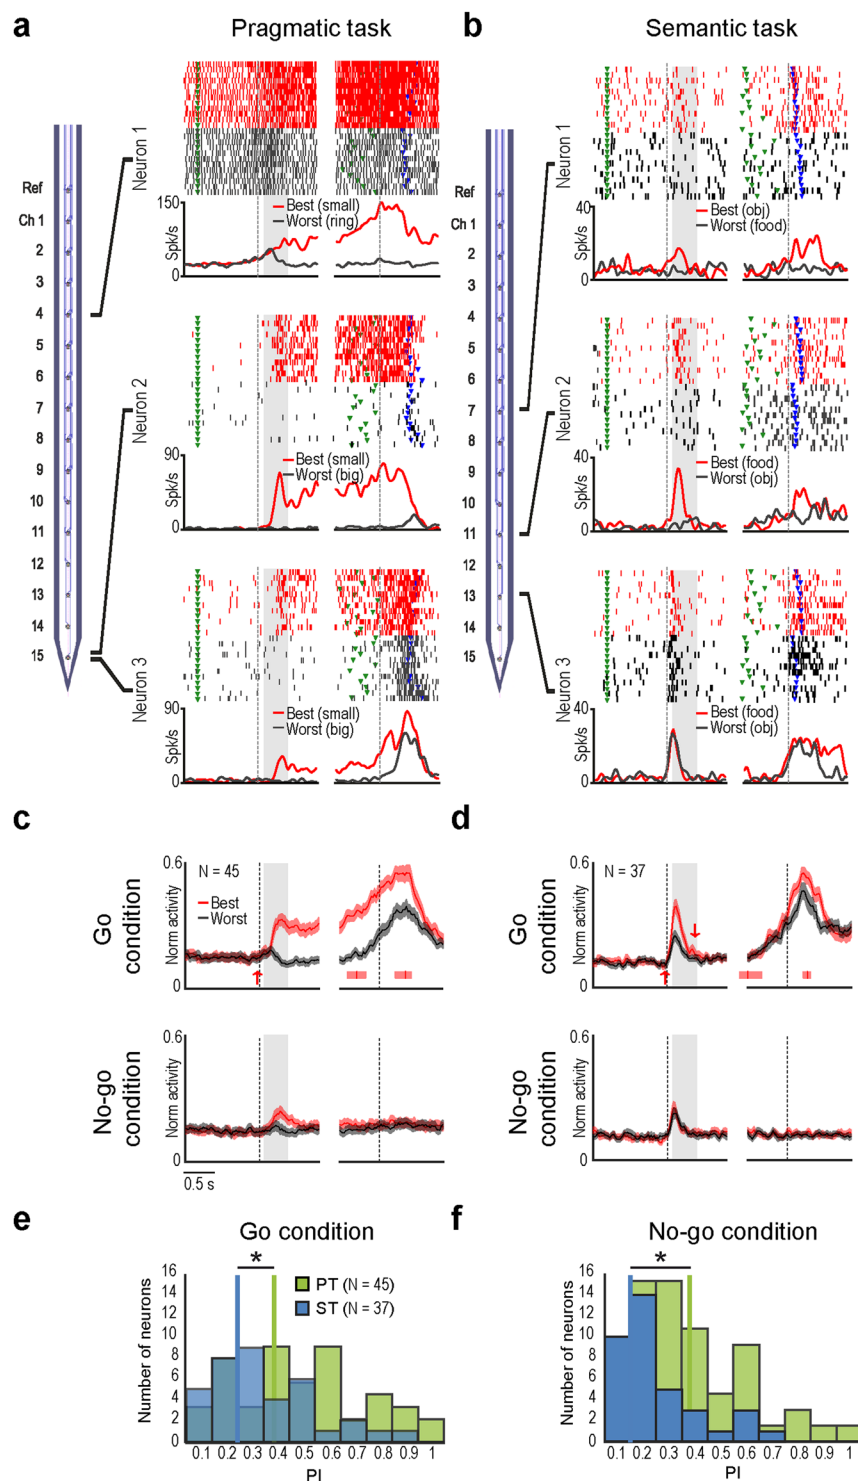 a
Pragmatic task
Ref
Ch 1
2
3
4
5
6
7
8
9
10
11
12
13
14
15
Neuron 1
150
Spk/s
0
Best (small)
Worst (ring)
Neuron 2
90
Spk/s
0
Best (small)
Worst (big)
Neuron 3
90
Spk/s
0
Best (small)
Worst (big)
b
Semantic task
Ref
Ch 1
2
3
4
5
6
7
8
9
10
11
12
13
14
15
Neuron 1
40
Spk/s
0
Best (obj)
Worst (food)
Neuron 2
40
Spk/s
0
Best (food)
Worst (obj)
Neuron 3
40
Spk/s
0
Best (food)
Worst (obj)
c
Go condition
0.6
Norm activity
0
N = 45
Best
Worst
No-go condition
0.6
Norm activity
0
0.5 s
d
Go condition
0.6
Norm activity
0
N = 37
No-go condition
0.6
Norm activity
0
e
Go condition
*
16
14
12
10
8
6
4
2
0
Number of neurons
PT (N = 45)
ST (N = 37)
0.1 0.2 0.3 0.4 0.5 0.6 0.7 0.8 0.9 1
PI
f
No-go condition
*
16
14
12
10
8
6
4
2
0
Number of neurons
0.1 0.2 0.3 0.4 0.5 0.6 0.7 0.8 0.9 1
PI